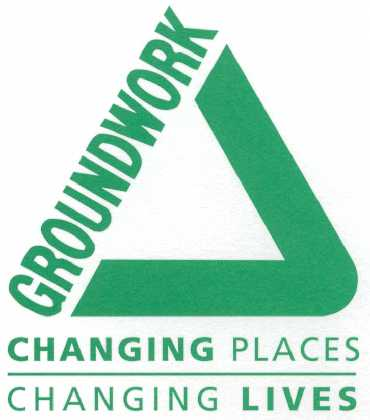 GROUNDWORK
CHANGING PLACES
CHANGING LIVES